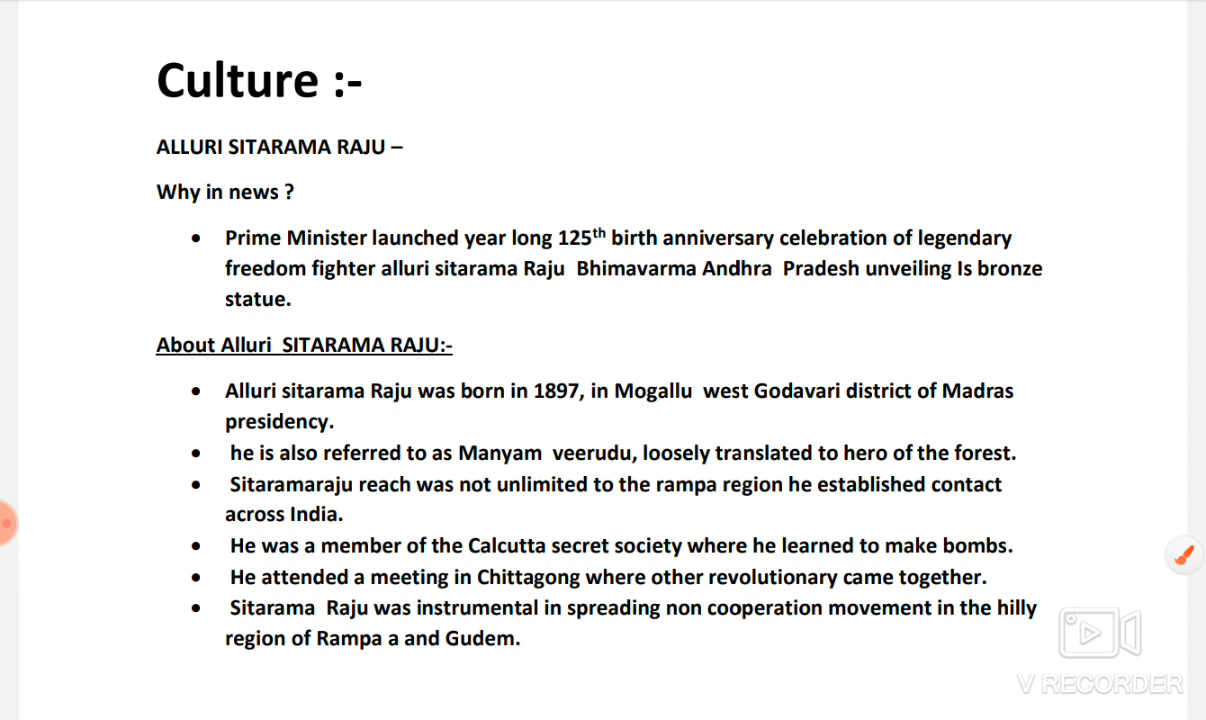 Culture :-
ALLURI SITARAMA RAJU –
Why in news ?
• Prime Minister launched year long 125th birth anniversary celebration of legendary
freedom fighter alluri sitarama Raju Bhimavarma Andhra Pradesh unveiling Is bronze
statue.
About Alluri SITARAMA RAJU:-
• Alluri sitarama Raju was born in 1897, in Mogallu west Godavari district of Madras
presidency.
• he is also referred to as Manyam veerudu, loosely translated to hero of the forest.
• Sitaramaraju reach was not unlimited to the rampa region he established contact
across India.
• He was a member of the Calcutta secret society where he learned to make bombs.
• He attended a meeting in Chittagong where other revolutionary came together.
• Sitarama Raju was instrumental in spreading non cooperation movement in the hilly
region of Rampa a and Gudem.
V RECORDER